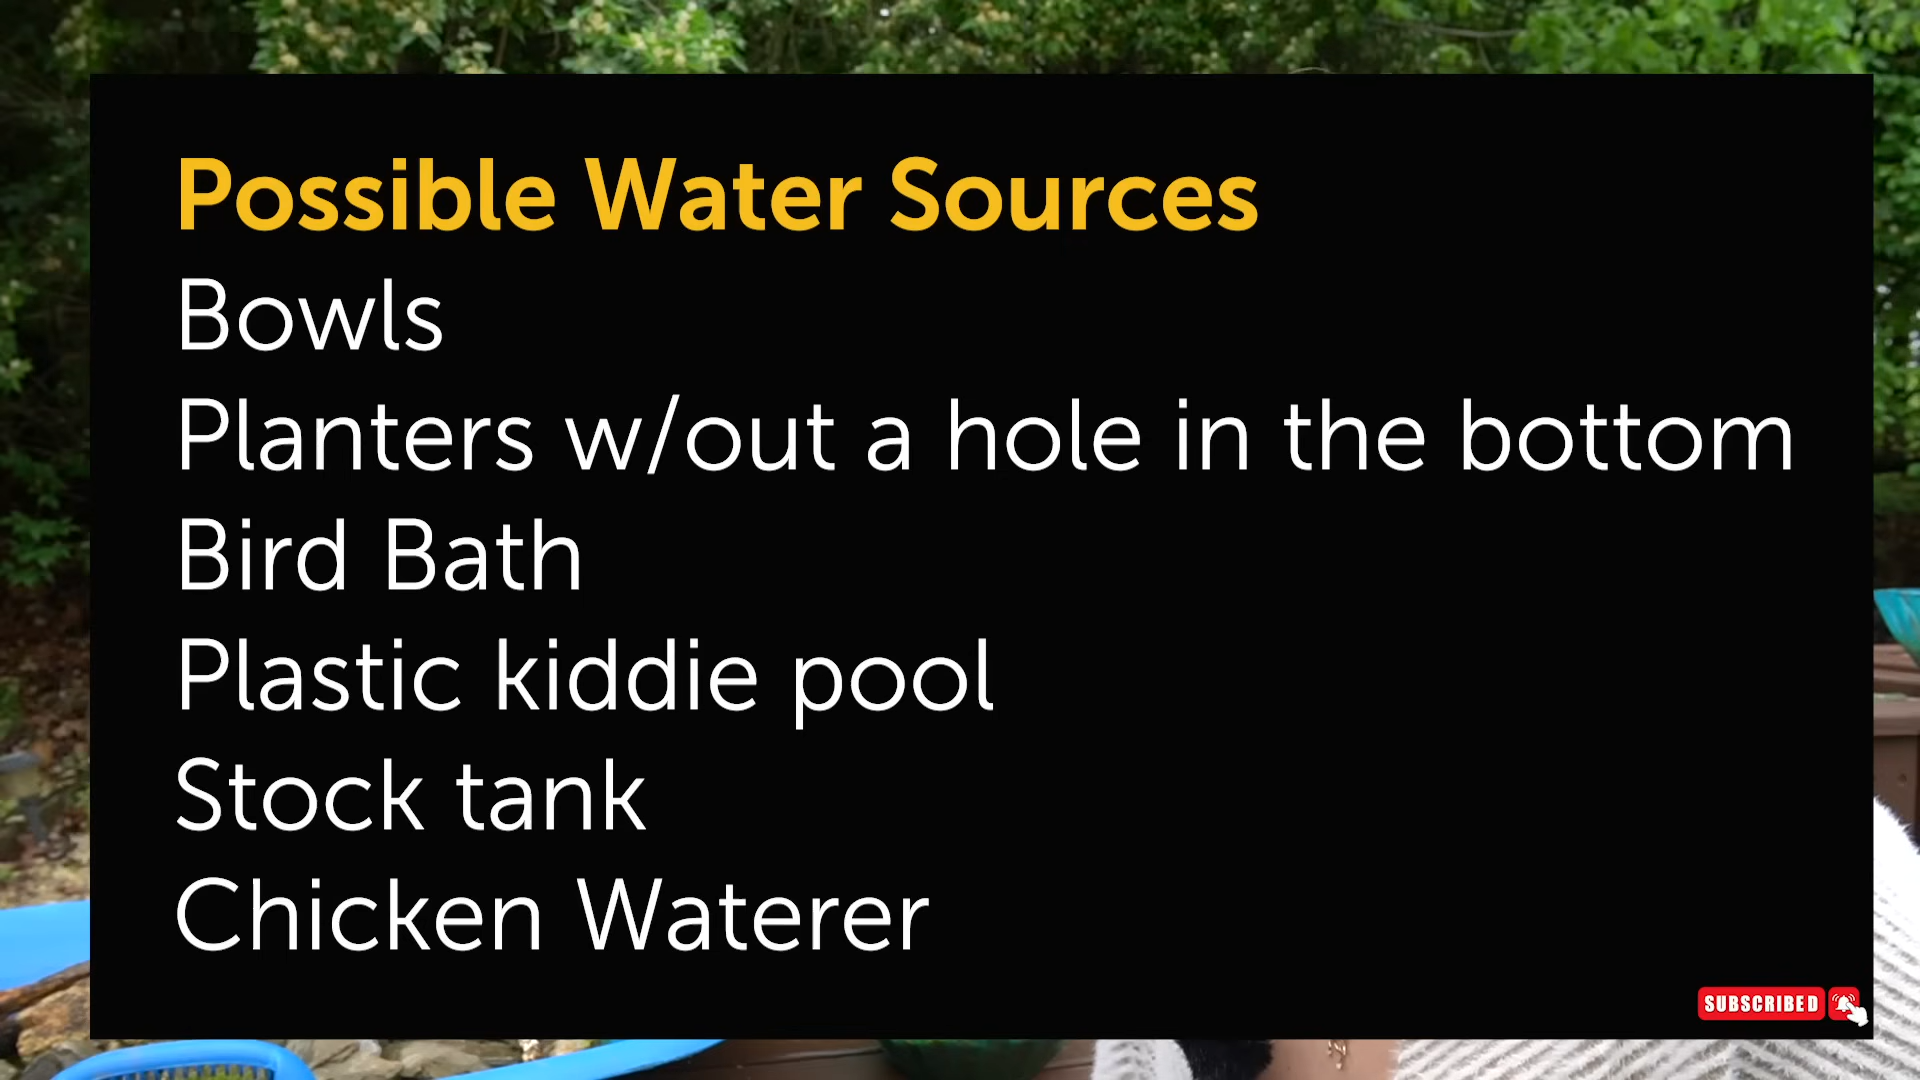 Possible Water Sources
Bowls
Planters w/out a hole in the bottom
Bird Bath
Plastic kiddie pool
Stock tank
Chicken Waterer
SUBSCRIBED